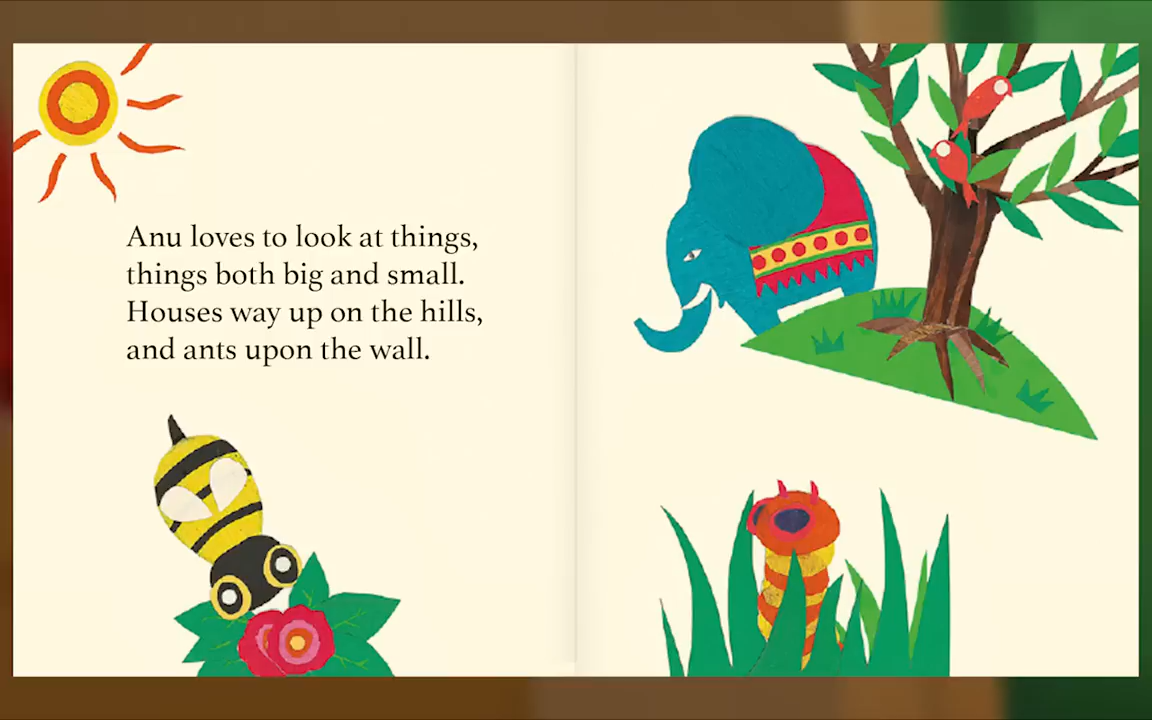 Anu loves to look at things,
things both big and small.
Houses way up on the hills,
and ants upon the wall.